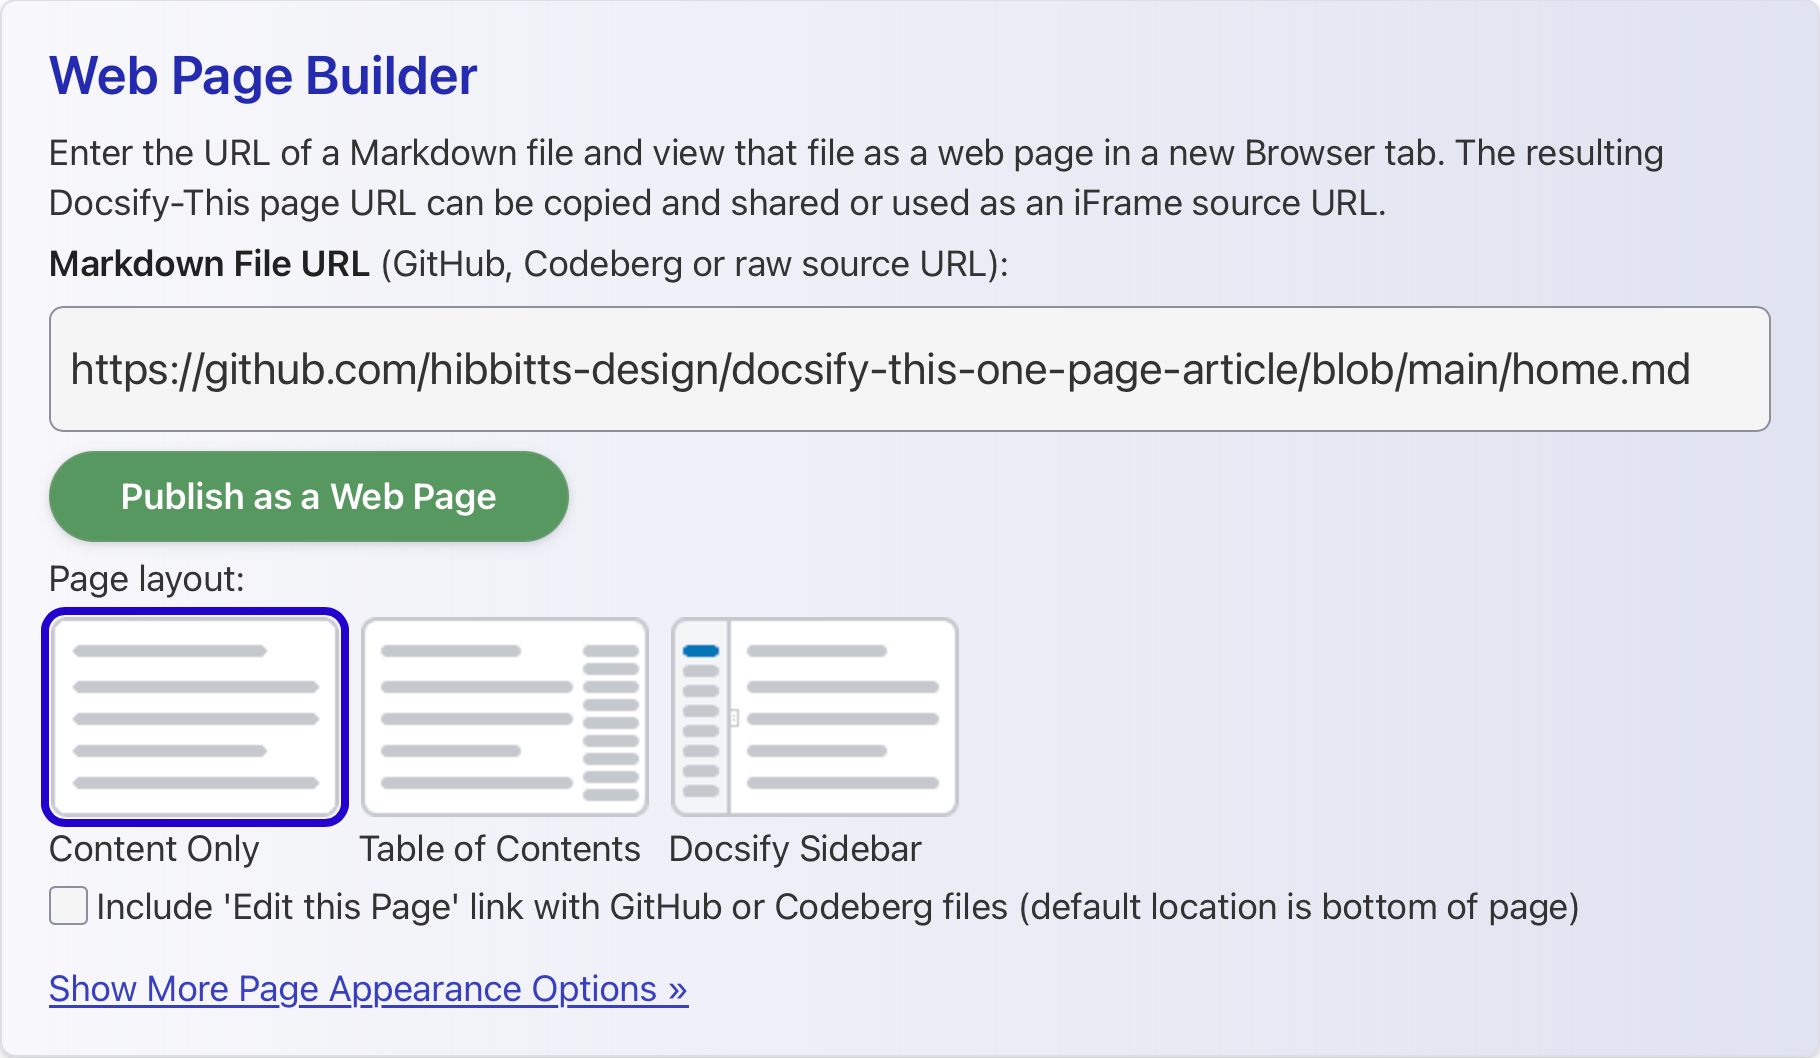 Web Page Builder
Enter the URL of a Markdown file and view that file as a web page in a new Browser tab. The resulting
Docsify-This page URL can be copied and shared or used as an iFrame source URL.
Markdown File URL (GitHub, Codeberg or raw source URL):
https://github.com/hibbitts-design/docsify-this-one-page-article/blob/main/home.md
Publish as a Web Page
Page layout:
Content Only
Table of Contents
Docsify Sidebar
Include 'Edit this Page' link with GitHub or Codeberg files (default location is bottom of page)
Show More Page Appearance Options »